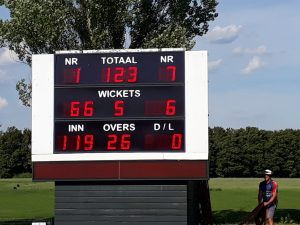 NR TOTAAL NR
1 123 7
WICKETS
66 5 6
INN OVERS D / L
119 26 0